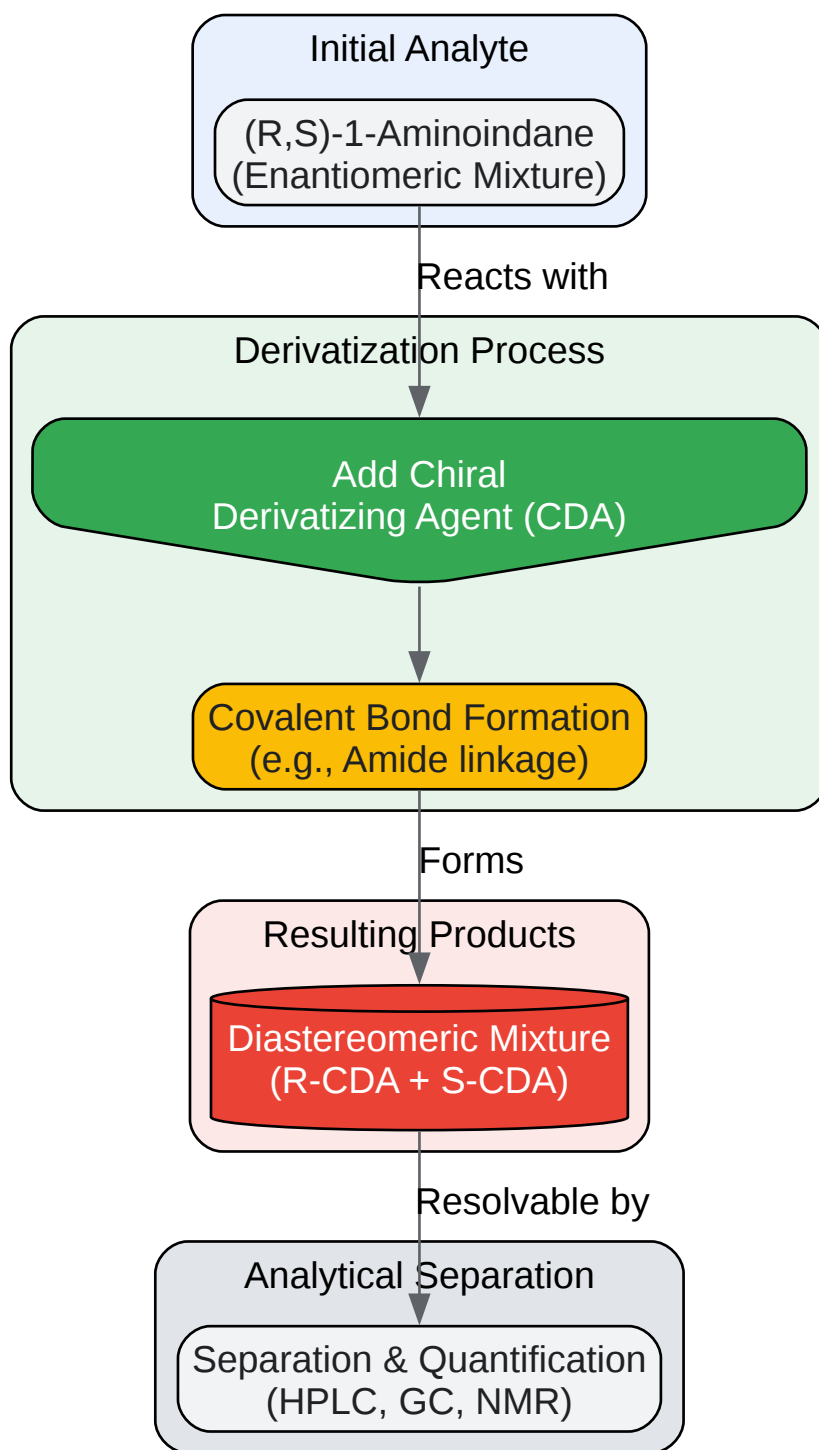 Initial Analyte
(R,S)-1-Aminoindane
(Enantiomeric Mixture)
Reacts with
Derivatization Process
Add Chiral
Derivatizing Agent (CDA)
Covalent Bond Formation
(e.g., Amide linkage)
Forms
Resulting Products
Diastereomeric Mixture
(R-CDA + S-CDA)
Resolvable by
Analytical Separation
Separation & Quantification
(HPLC, GC, NMR)